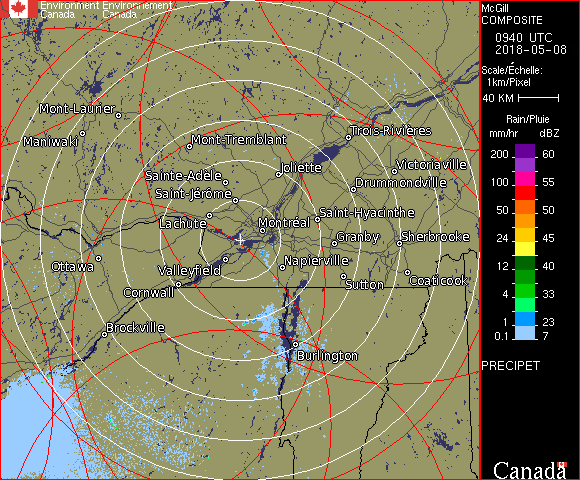 Environment Environnement
Canada Canada
McGill
COMPOSITE
0940 UTC
2018-05-08
Scale/Échelle:
1km/Pixel
40 KM
Rain/Pluie
mm/hr dBZ
200 60
100 55
50 50
24 45
12 40
4 33
1 23
0.1 7
PRECIPET
Canada
Mont-Laurier
Maniwaki
Mont-Tremblant
Trois-Rivières
Joliette
Victoriaville
Sainte-Adèle
Drummondville
Saint-Jérôme
Lachute
Montréal
Saint-Hyacinthe
Granby
Sherbrooke
Ottawa
Valleyfield
Napierville
Sutton
Coaticook
Cornwall
Brockville
Burlington